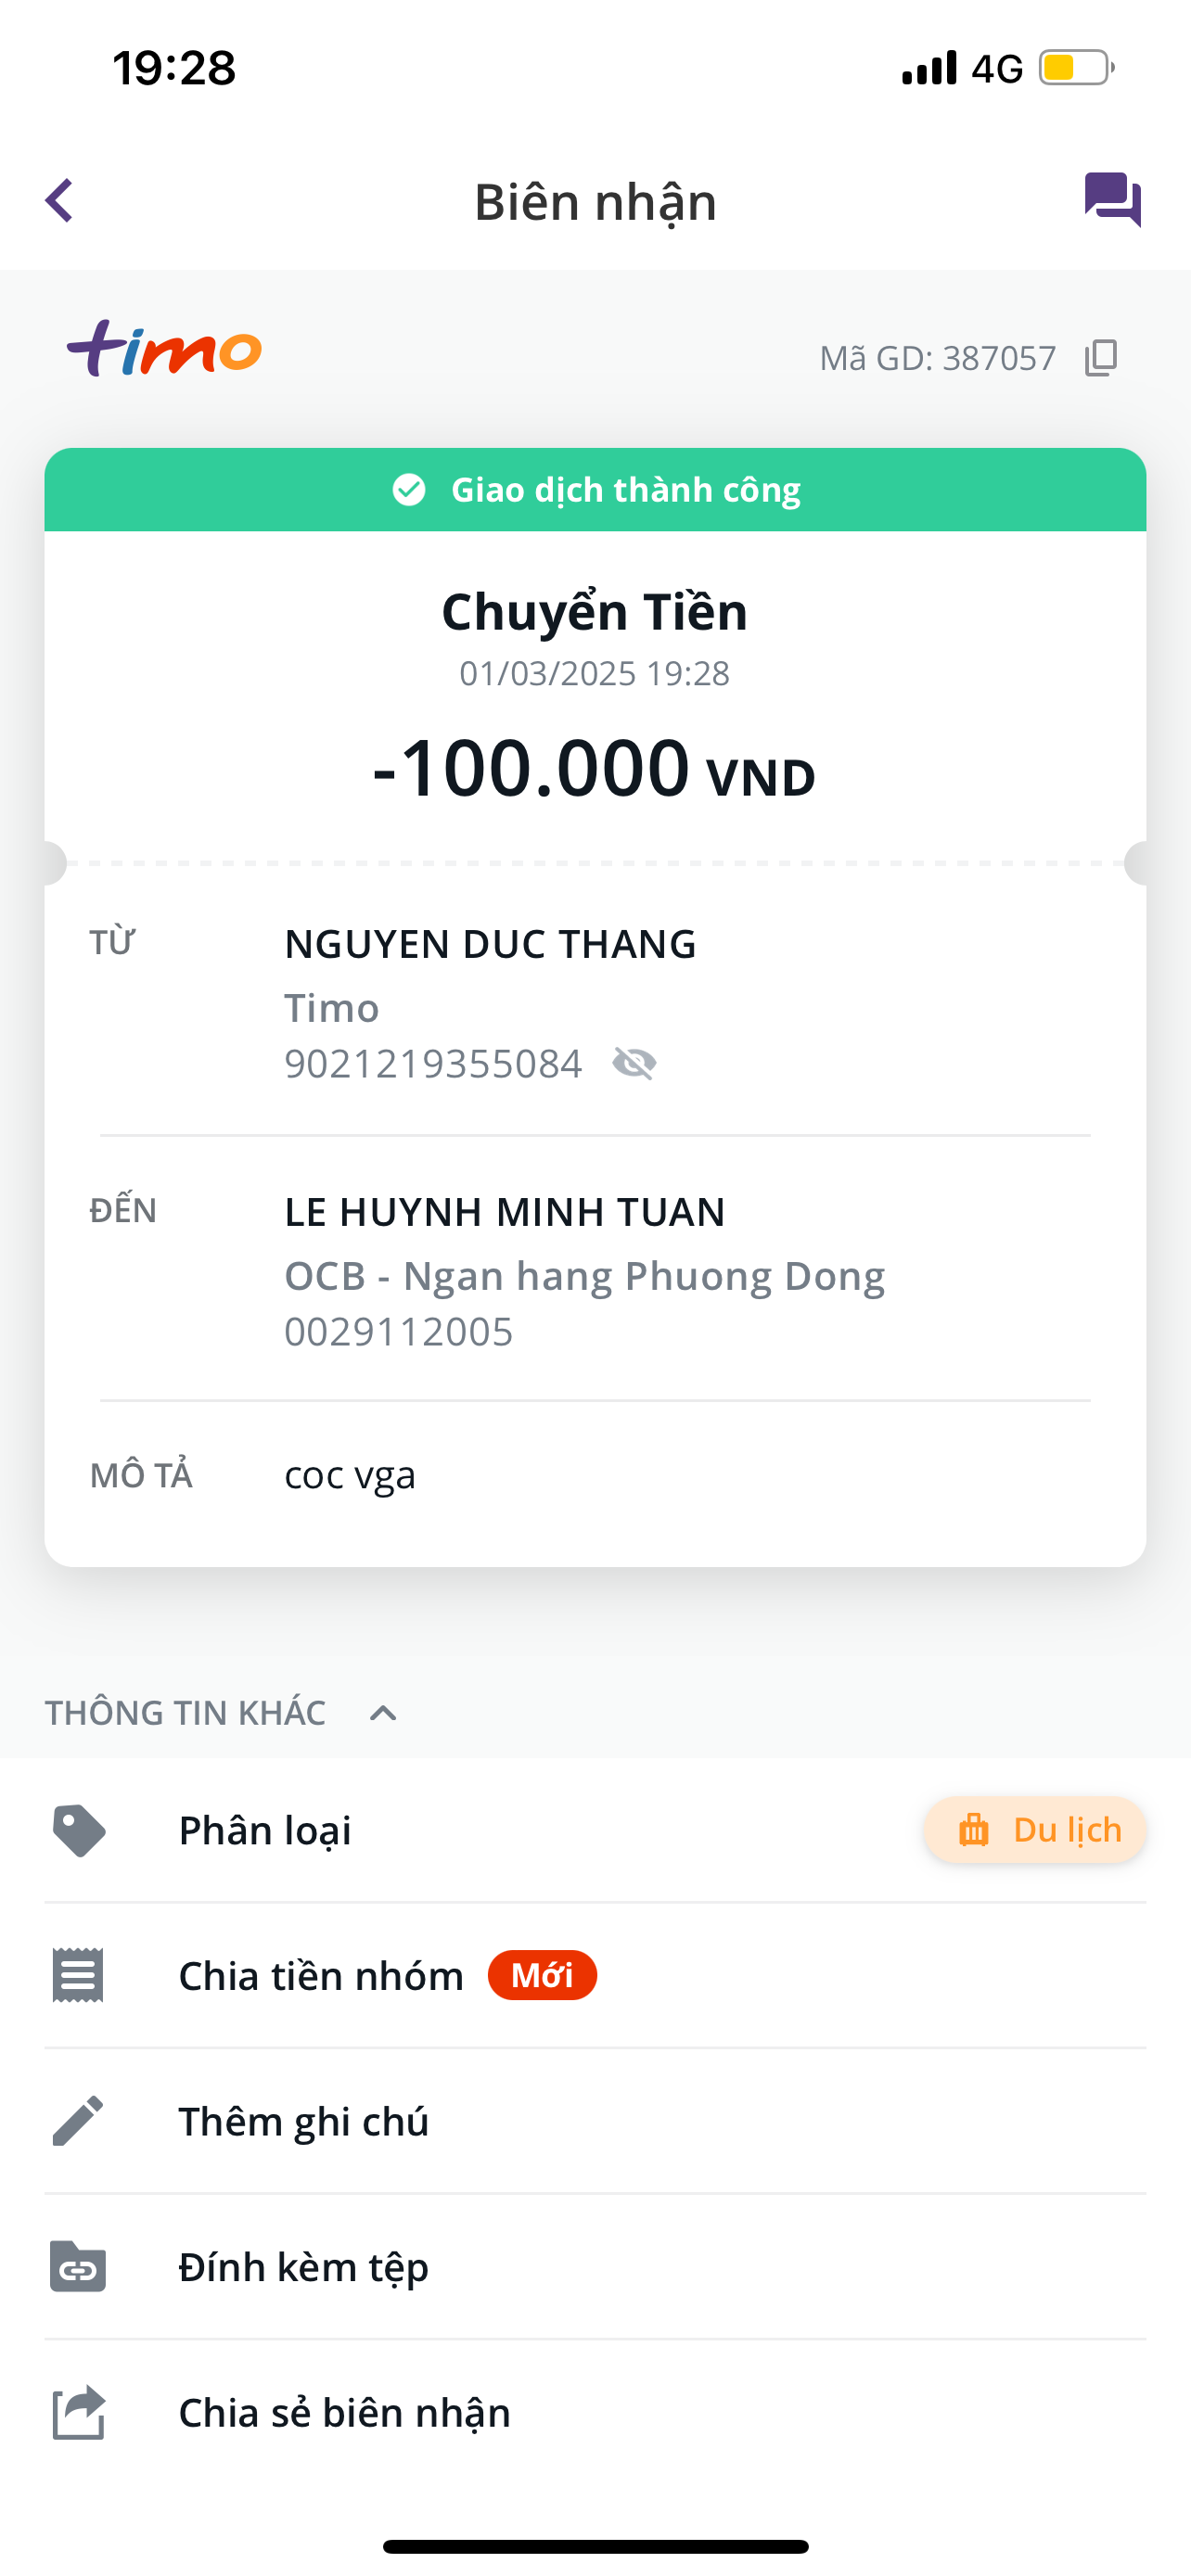 19:28
4G
Biên nhận
timo
Mã GD: 387057
Giao dịch thành công
Chuyển Tiền
01/03/2025 19:28
-100.000 VND
TỪ
NGUYEN DUC THANG
Timo
9021219355084
ĐẾN
LE HUYNH MINH TUAN
OCB - Ngan hang Phuong Dong
0029112005
MÔ TẢ
coc vga
THÔNG TIN KHÁC
Phân loại
Du lịch
Chia tiền nhóm
Mới
Thêm ghi chú
Đính kèm tệp
Chia sẻ biên nhận